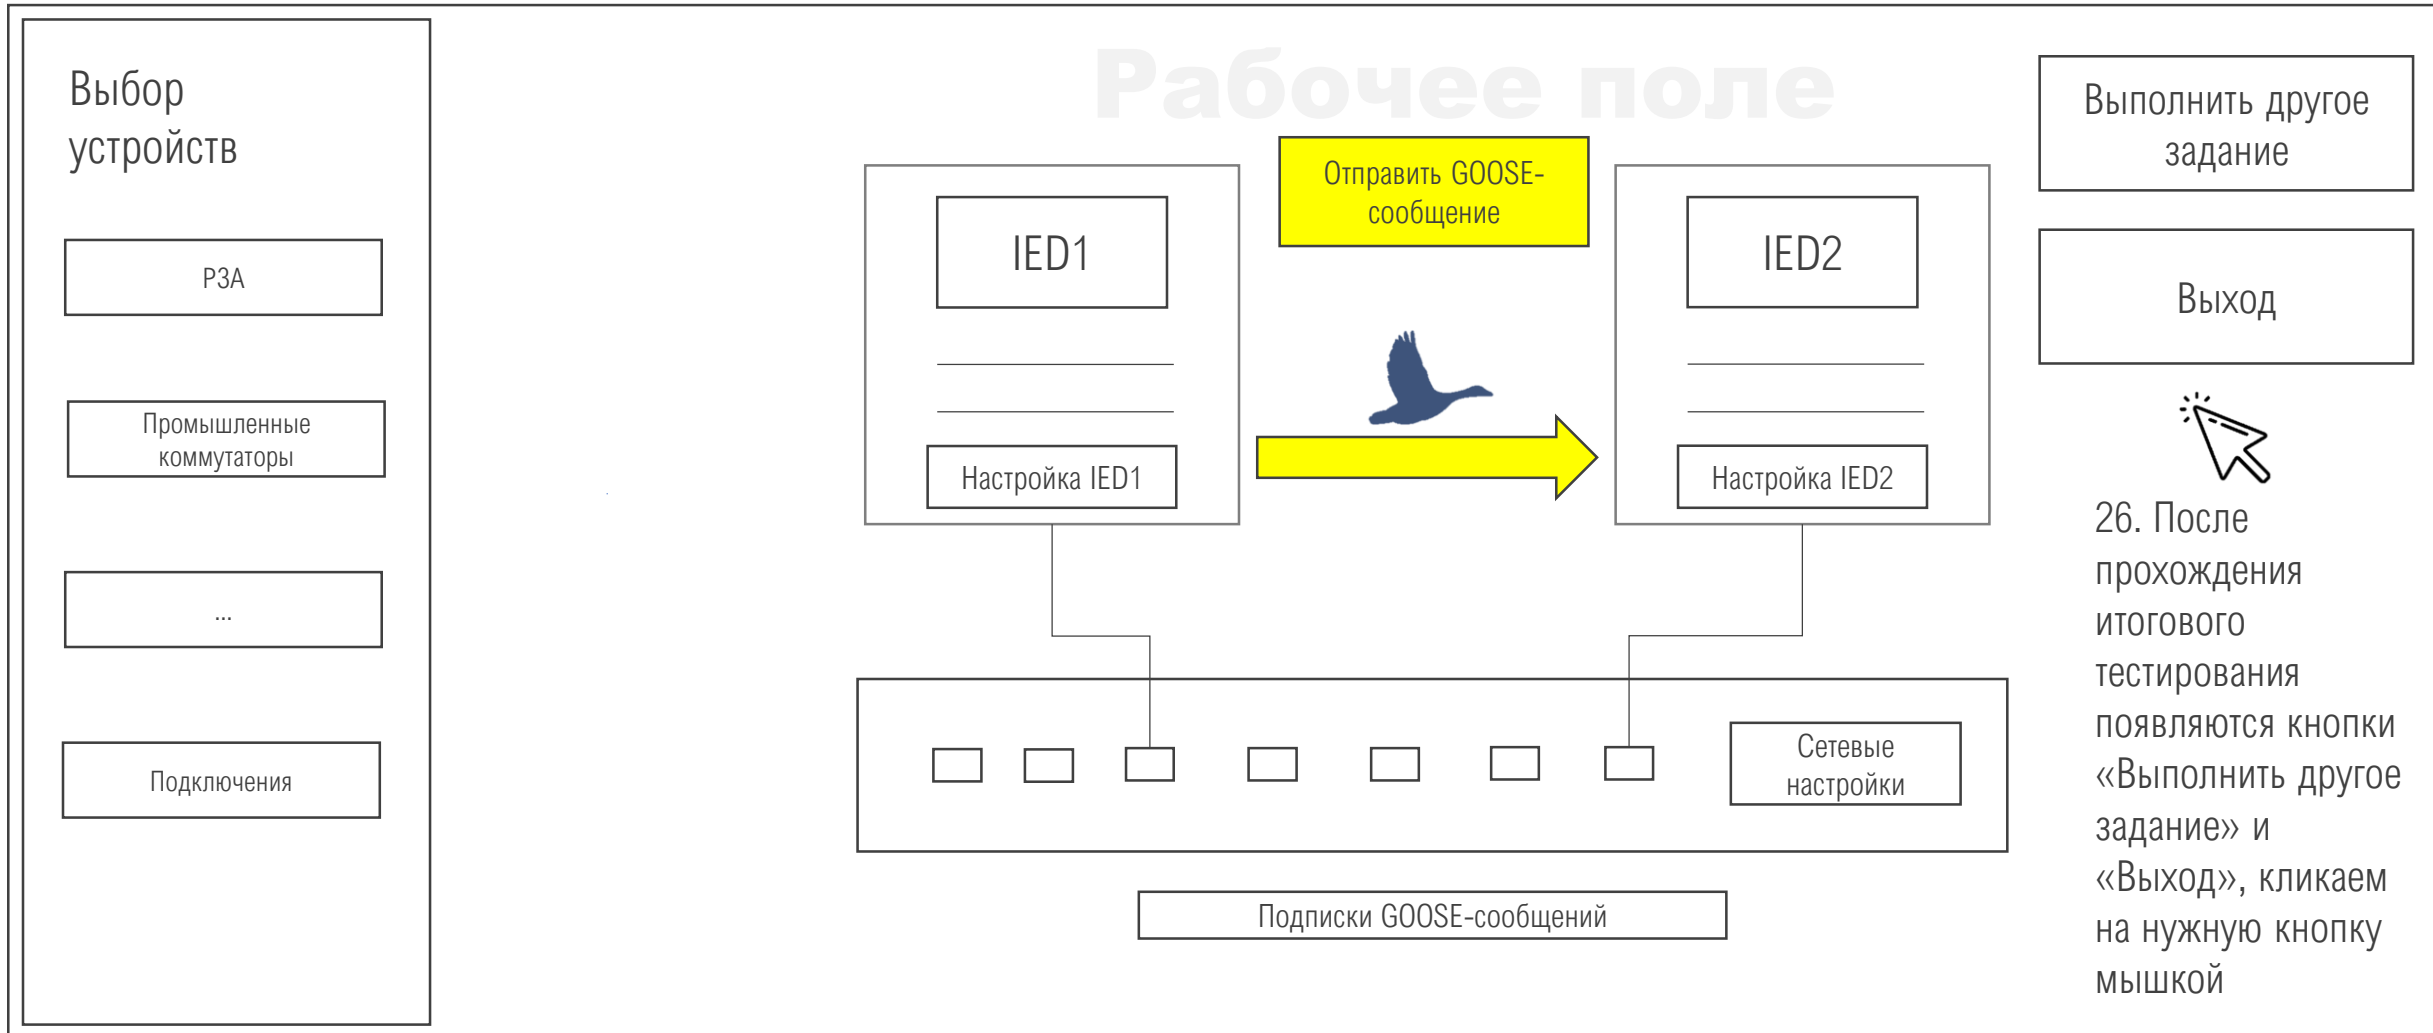 Выбор
устройств
РЗА
Промышленные
коммутаторы
...
Подключения
Рабочее поле
Отправить GOOSE-
сообщение
IED1
Настройка IED1
IED2
Настройка IED2
Сетевые
настройки
Подписки GOOSE-сообщений
Выполнить другое
задание
Выход
26. После
прохождения
итогового
тестирования
появляются кнопки
«Выполнить другое
задание» и
«Выход», кликаем
на нужную кнопку
мышкой